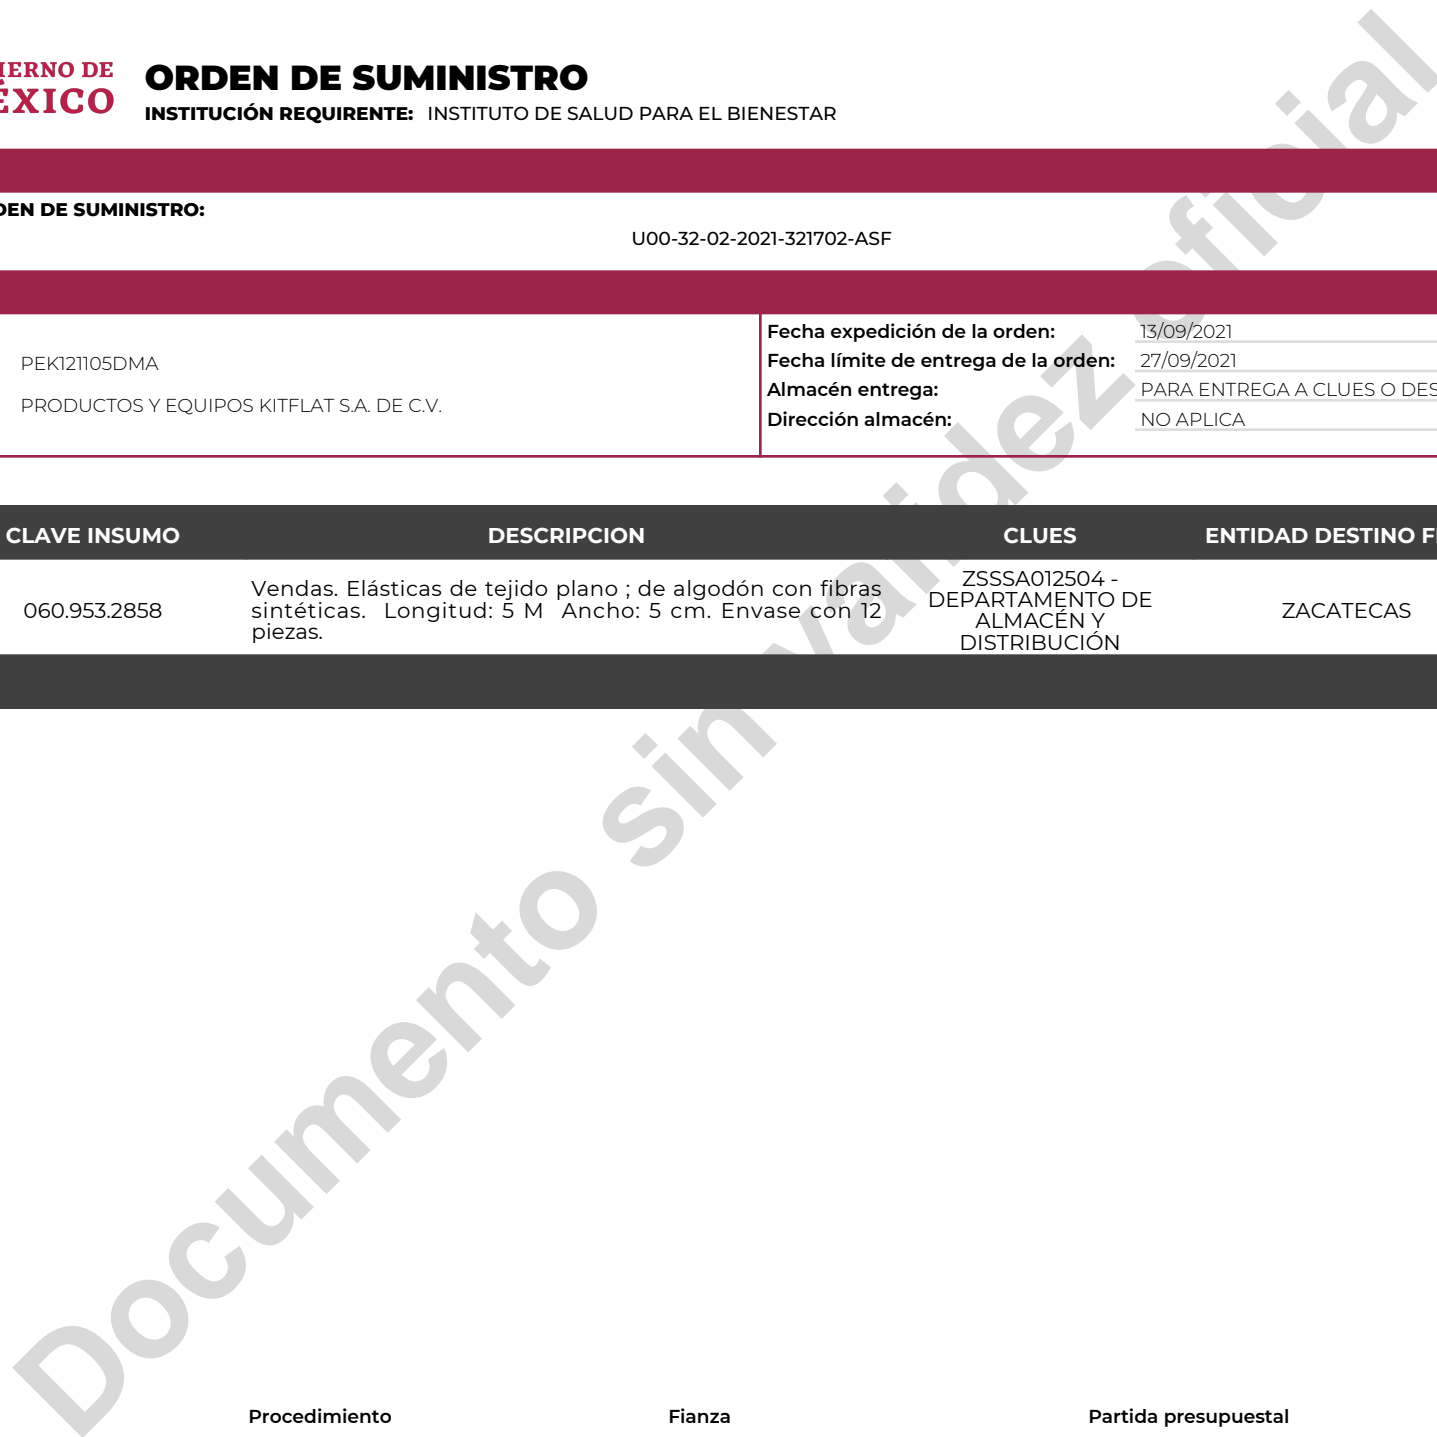 IERNO DE
ÉXICO
ORDEN DE SUMINISTRO
INSTITUCIÓN REQUIRENTE: INSTITUTO DE SALUD PARA EL BIENESTAR
DEN DE SUMINISTRO:
U00-32-02-2021-321702-ASF
PEK121105DMA
PRODUCTOS Y EQUIPOS KITFLAT S.A. DE C.V.
Fecha expedición de la orden: 13/09/2021
Fecha límite de entrega de la orden: 27/09/2021
Almacén entrega: PARA ENTREGA A CLUES O DES
Dirección almacén: NO APLICA
CLAVE INSUMO DESCRIPCION CLUES ENTIDAD DESTINO F
060.953.2858
Vendas. Elásticas de tejido plano ; de algodón con fibras
sintéticas. Longitud: 5 M Ancho: 5 cm. Envase con 12
piezas.
ZSSSA012504 -
DEPARTAMENTO DE
ALMACÉN Y
DISTRIBUCIÓN
ZACATECAS
Documento sin validez oficial
Procedimiento Fianza Partida presupuestal